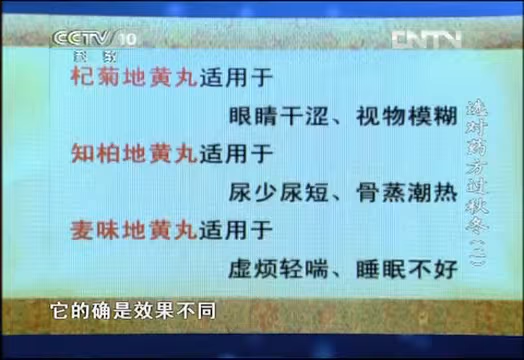 CCTV 10
科教
CNTV
杞菊地黄丸适用于
眼睛干涩、视物模糊
知柏地黄丸适用于
尿少尿短、骨蒸潮热
麦味地黄丸适用于
虚烦轻喘、睡眠不好
选对药方过秋冬(二)
它的确是效果不同